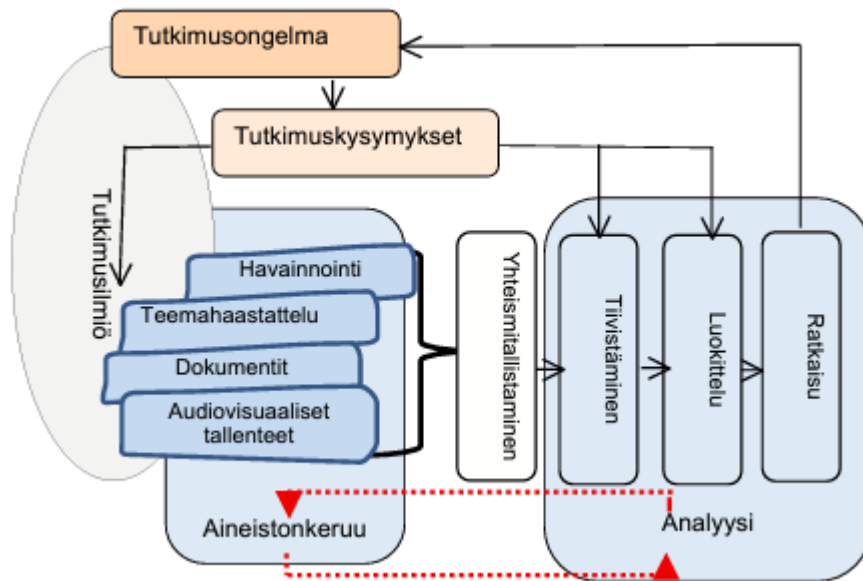 Tutkimusongelma
Tutkimuskysymykset
Tutkimusilmiö
Havainnointi
Teemahaastattelu
Dokumentit
Audiovisuaaliset
tallenteet
Aineistonkeruu
Yhteismitallistaminen
Tiivistäminen
Luokittelu
Ratkaisu
Analyysi